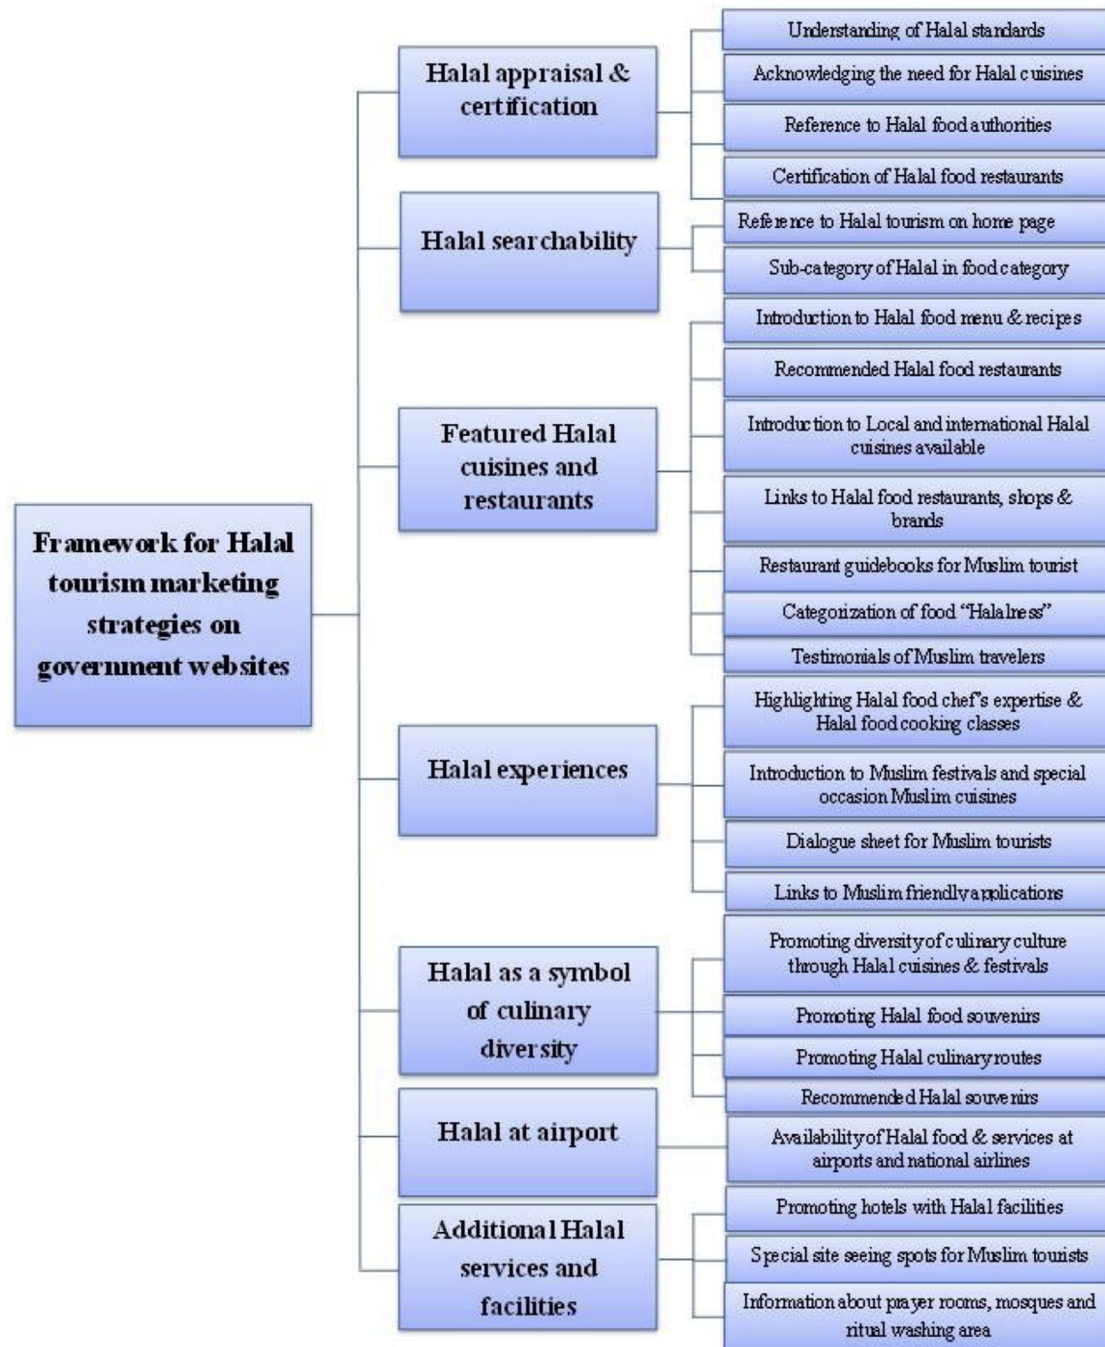 Framework for Halal
tourism marketing
strategies on
government websites
Halal appraisal &
certification
Understanding of Halal standards
Acknowledging the need for Halal cuisines
Reference to Halal food authorities
Certification of Halal food restaurants
Halal searchability
Reference to Halal tourism on home page
Sub-category of Halal in food category
Featured Halal
cuisines and
restaurants
Introduction to Halal food menu & recipes
Recommended Halal food restaurants
Introduction to Local and international Halal
cuisines available
Links to Halal food restaurants, shops &
brands
Restaurant guidebooks for Muslim tourist
Categorization of food “Halalness”
Testimonials of Muslim travelers
Halal experiences
Highlighting Halal food chef’s expertise &
Halal food cooking classes
Introduction to Muslim festivals and special
occasion Muslim cuisines
Dialogue sheet for Muslim tourists
Links to Muslim friendly applications
Halal as a symbol
of culinary
diversity
Promoting diversity of culinary culture
through Halal cuisines & festivals
Promoting Halal food souvenirs
Promoting Halal culinary routes
Recommended Halal souvenirs
Halal at airport
Availability of Halal food & services at
airports and national airlines
Additional Halal
services and
facilities
Promoting hotels with Halal facilities
Special site seeing spots for Muslim tourists
Information about prayer rooms, mosques and
ritual washing area